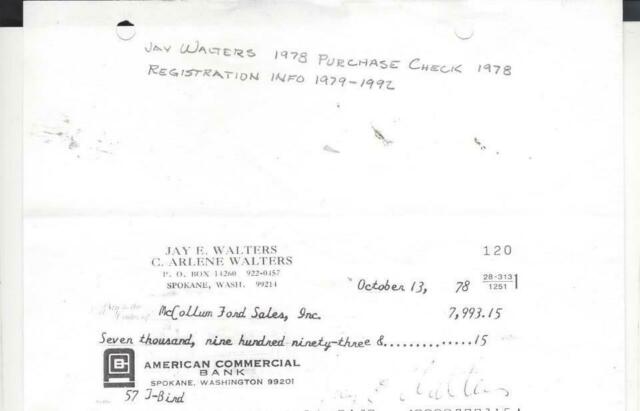 JAY WALTERS 1978 PURCHASE CHECK 1978
REGISTRATION INFO 1979-1992
JAY E. WALTERS
C. ARLENE WALTERS
P. O. BOX 14260 922-0457
SPOKANE, WASH. 99214
120
October 13, 78 28-313 1
1251
McCollum Ford Sales, Inc. 7,993.15
Seven thousand, nine hundred ninety-three &..........15
AMERICAN COMMERCIAL
BANK
SPOKANE, WASHINGTON 99201
57 T-Bird
Walters